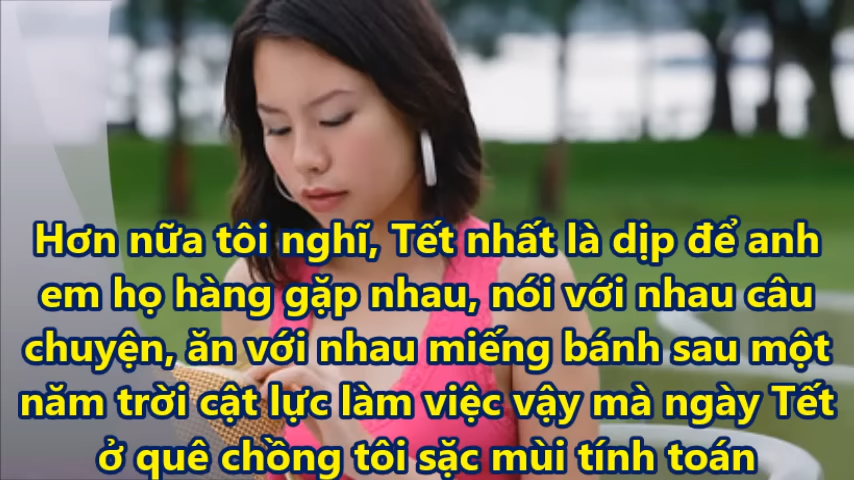 Hơn nữa tôi nghĩ, Tết nhất là dịp để anh
em họ hàng gặp nhau, nói với nhau câu
chuyện, ăn với nhau miếng bánh sau một
năm trời cật lực làm việc vậy mà ngày Tết
ở quê chồng tôi sặc mùi tính toán